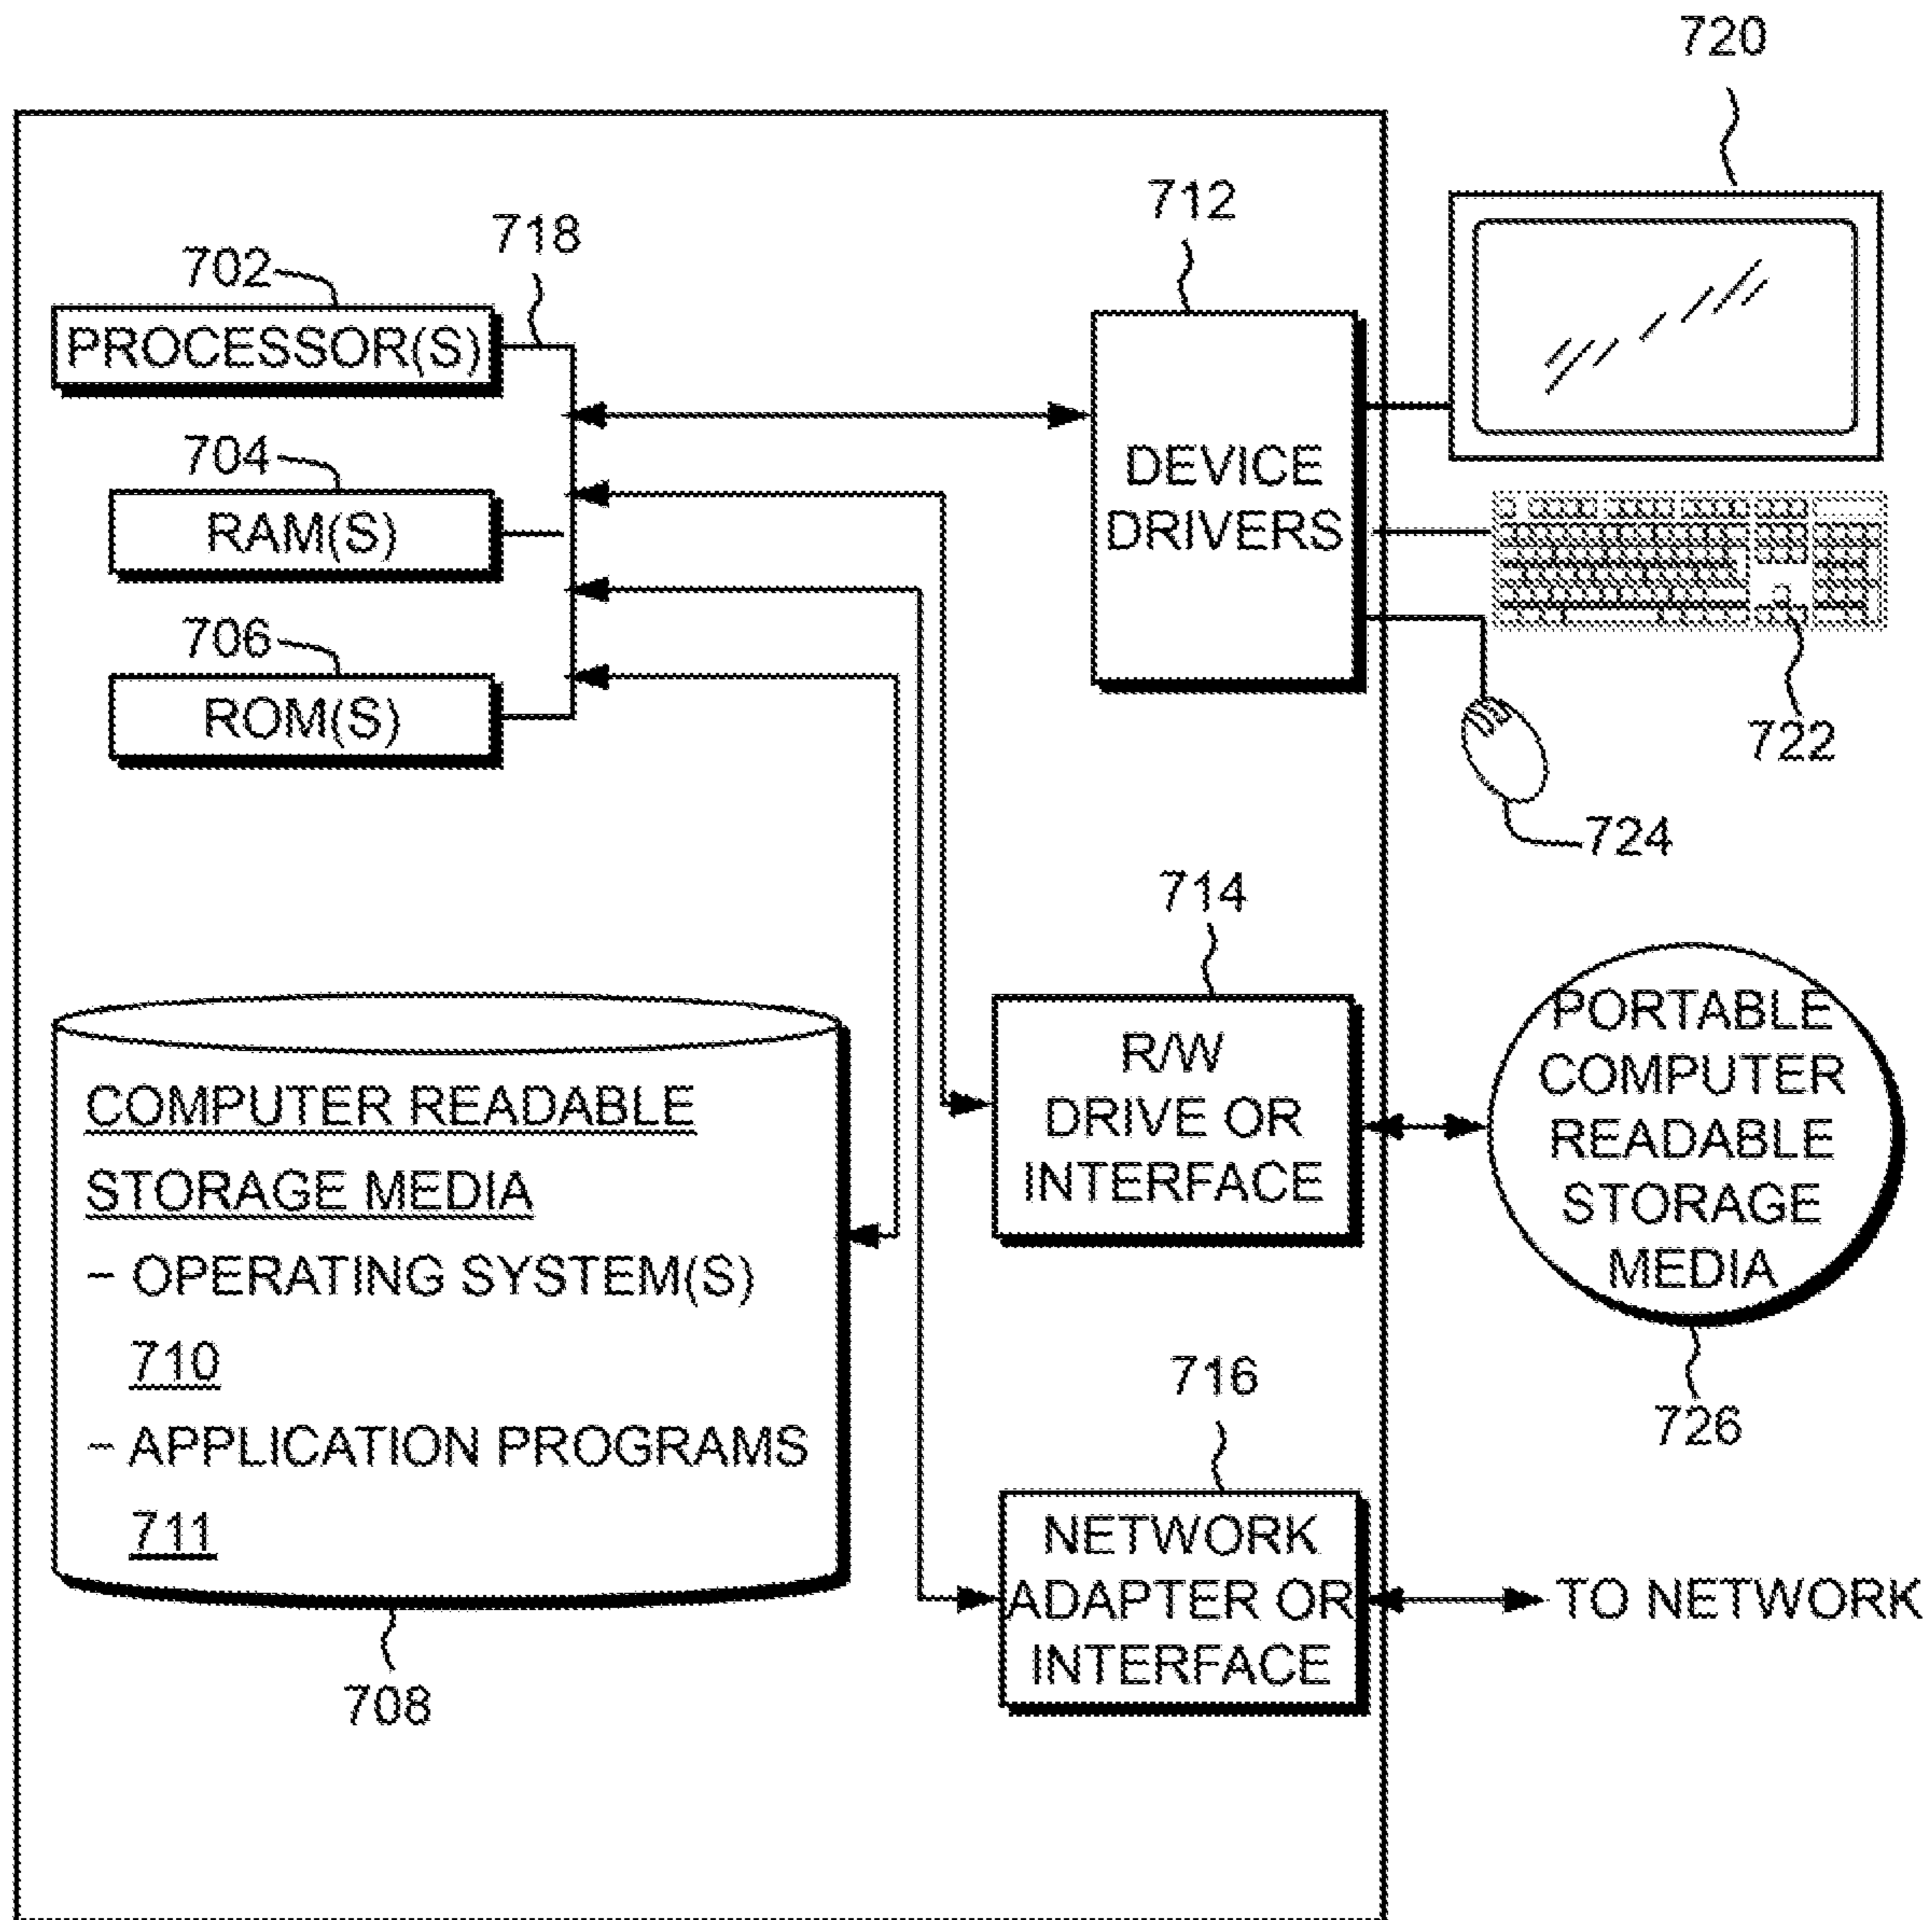 720
712
718
702
PROCESSOR(S)
704
RAM(S)
706
ROM(S)
DEVICE
DRIVERS
722
724
714
R/W
DRIVE OR
INTERFACE
PORTABLE
COMPUTER
READABLE
STORAGE
MEDIA
726
COMPUTER READABLE
STORAGE MEDIA
– OPERATING SYSTEM(S)
710
– APPLICATION PROGRAMS
711
708
716
NETWORK
ADAPTER OR
INTERFACE
TO NETWORK